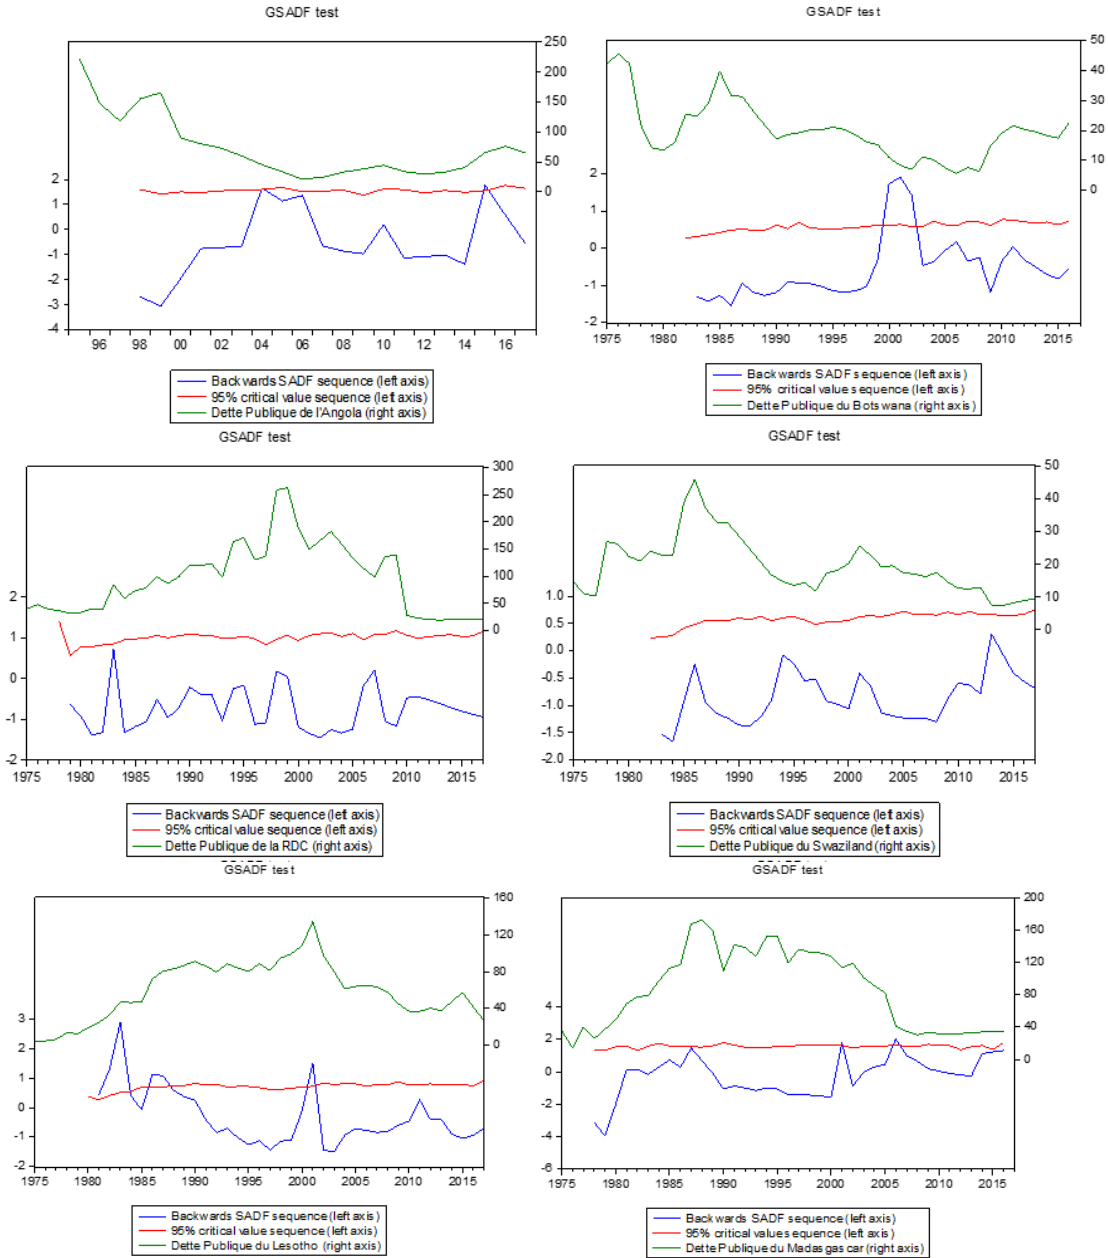 GSADF test
250
200
150
100
50
0
2
1
0
-1
-2
-3
-4
96 98 00 02 04 06 08 10 12 14 16
Backwards SADF sequence (left axis)
95% critical value sequence (left axis)
Dette Publique de l'Angola (right axis)
GSADF test
50
40
30
20
10
0
2
1
0
-1
-2
1975 1980 1985 1990 1995 2000 2005 2010 2015
Backwards SADF sequence (left axis)
95% critical value sequence (left axis)
Dette Publique du Botswana (right axis)
GSADF test
300
250
200
150
100
50
0
2
1
0
-1
-2
1975 1980 1985 1990 1995 2000 2005 2010 2015
Backwards SADF sequence (left axis)
95% critical value sequence (left axis)
Dette Publique de la RDC (right axis)
GSADF test
50
40
30
20
10
0
1.0
0.5
0.0
-0.5
-1.0
-1.5
-2.0
1975 1980 1985 1990 1995 2000 2005 2010 2015
Backwards SADF sequence (left axis)
95% critical value sequence (left axis)
Dette Publique du Swaziland (right axis)
GSADF test
160
120
80
40
0
3
2
1
0
-1
-2
1975 1980 1985 1990 1995 2000 2005 2010 2015
Backwards SADF sequence (left axis)
95% critical value sequence (left axis)
Dette Publique du Lesotho (right axis)
GSADF test
200
160
120
80
40
0
4
2
0
-2
-4
-6
1975 1980 1985 1990 1995 2000 2005 2010 2015
Backwards SADF sequence (left axis)
95% critical values equence (left axis)
Dette Publique du Madasgas car (right axis)